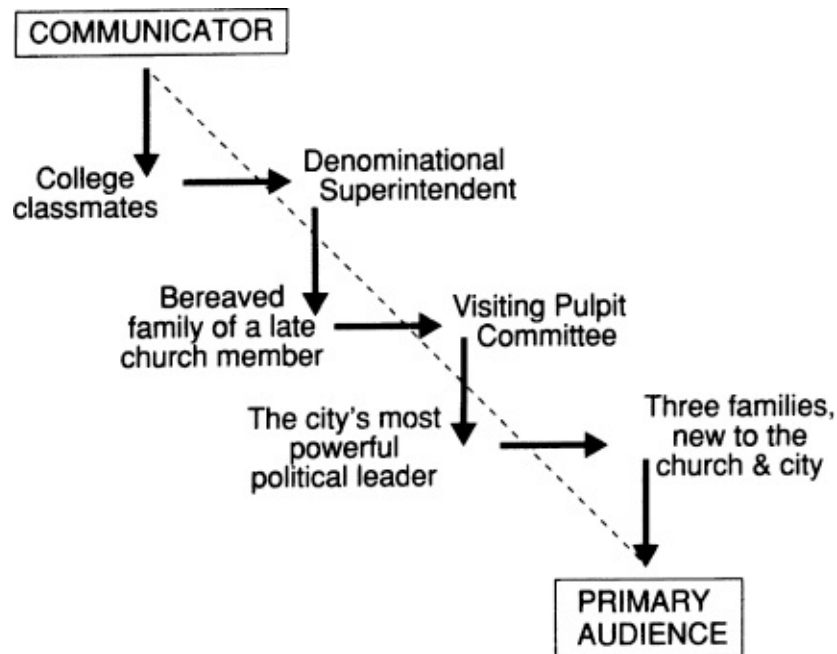 COMMUNICATOR
College
classmates
Denominational
Superintendent
Bereaved
family of a late
church member
Visiting Pulpit
Committee
The city's most
powerful
political leader
Three families,
new to the
church & city
PRIMARY
AUDIENCE